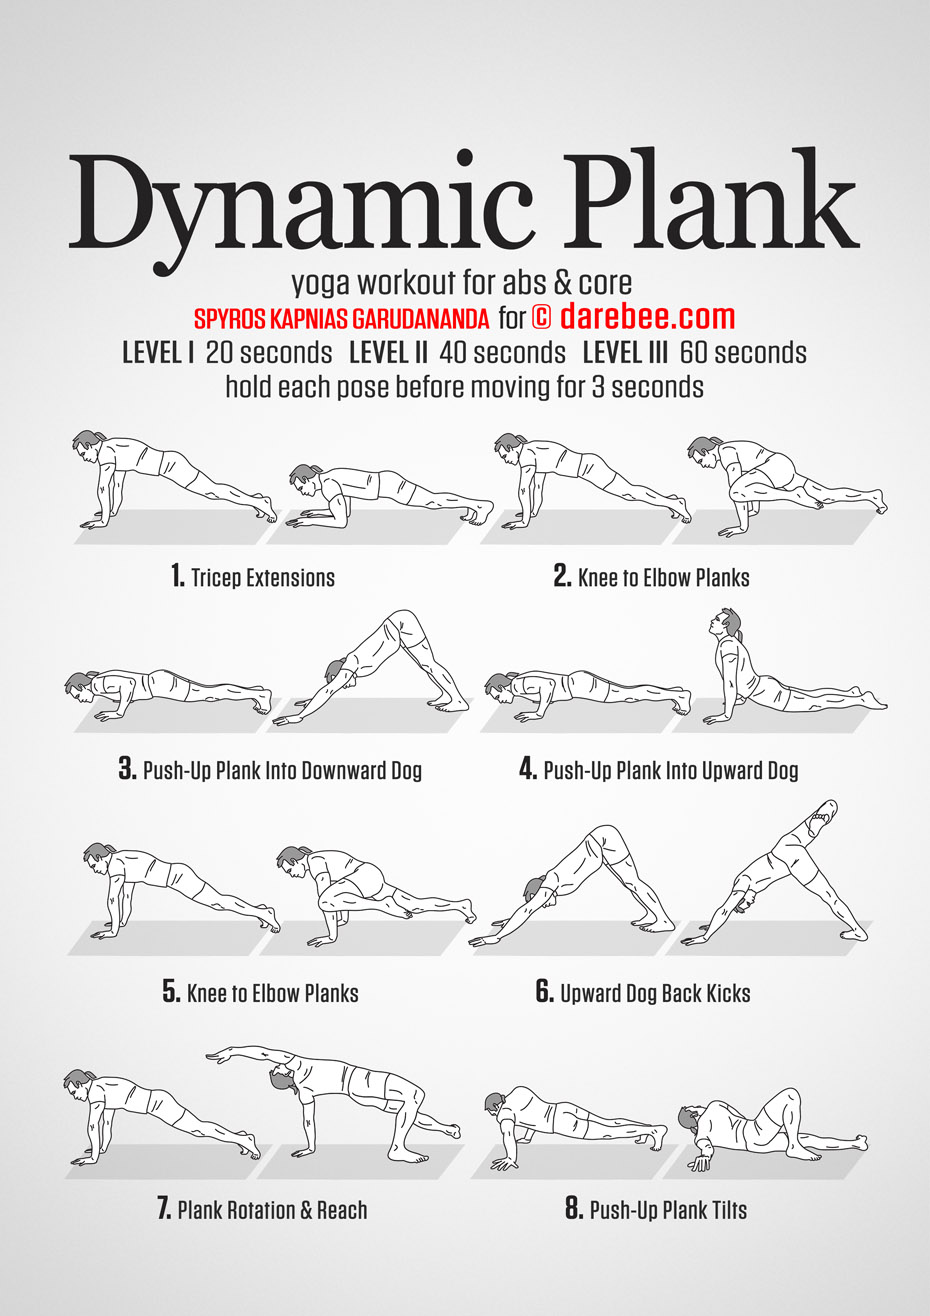 Dynamic Plank
yoga workout for abs & core
SPYROS KAPNIAS GARUDANANDA for © darebee.com
LEVEL I 20 seconds LEVEL II 40 seconds LEVEL III 60 seconds
hold each pose before moving for 3 seconds
1. Tricep Extensions
2. Knee to Elbow Planks
3. Push-Up Plank Into Downward Dog
4. Push-Up Plank Into Upward Dog
5. Knee to Elbow Planks
6. Upward Dog Back Kicks
7. Plank Rotation & Reach
8. Push-Up Plank Tilts